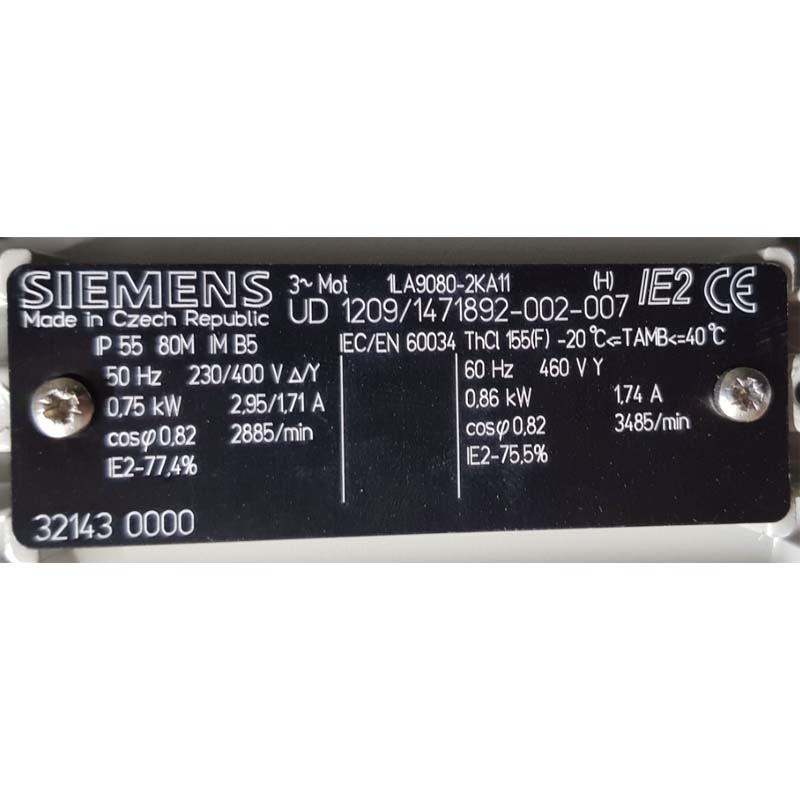 SIEMENS 3~ Mot 1LA9080-2KA11 (H) IE2 CE
Made in Czech Republic UD 1209/1471892-002-007
IP 55 80M IM B5 IEC/EN 60034 ThCl 155(F) -20°C<=TAMB<=40°C
50 Hz 230/400 V Δ/Y 60 Hz 460 V Y
0,75 kW 2,95/1,71 A 0,86 kW 1,74 A
cosφ 0,82 2885/min cosφ 0,82 3485/min
IE2-77,4% IE2-75,5%
32143 0000